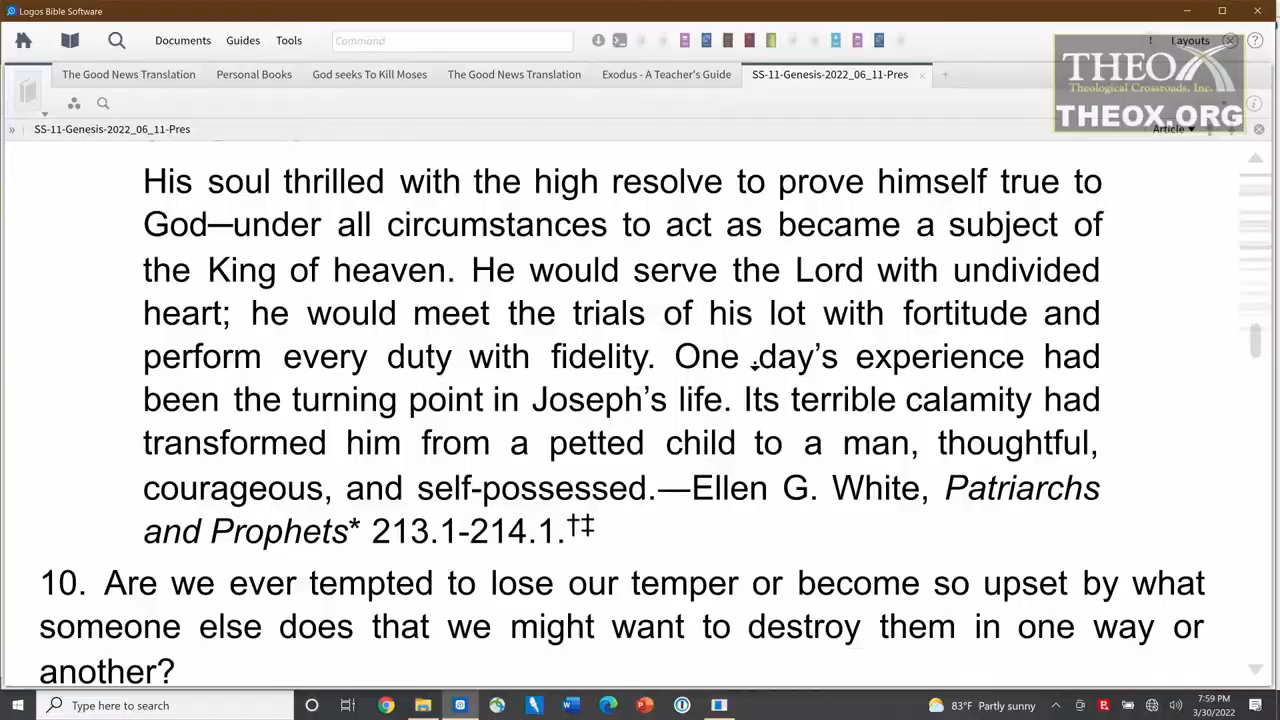 Logos Bible Software
Documents Guides Tools Command Layouts
THEOX
Theological Crossroads, Inc.
THEOX.ORG
The Good News Translation Personal Books God seeks To Kill Moses The Good News Translation Exodus - A Teacher's Guide SS-11-Genesis-2022_06_11-Pres
SS-11-Genesis-2022_06_11-Pres Article
His soul thrilled with the high resolve to prove himself true to
God—under all circumstances to act as became a subject of
the King of heaven. He would serve the Lord with undivided
heart; he would meet the trials of his lot with fortitude and
perform every duty with fidelity. One day’s experience had
been the turning point in Joseph’s life. Its terrible calamity had
transformed him from a petted child to a man, thoughtful,
courageous, and self-possessed.—Ellen G. White, Patriarchs
and Prophets* 213.1-214.1.†‡
10. Are we ever tempted to lose our temper or become so upset by what
someone else does that we might want to destroy them in one way or
another?
Type here to search 83°F Partly sunny 7:59 PM
3/30/2022